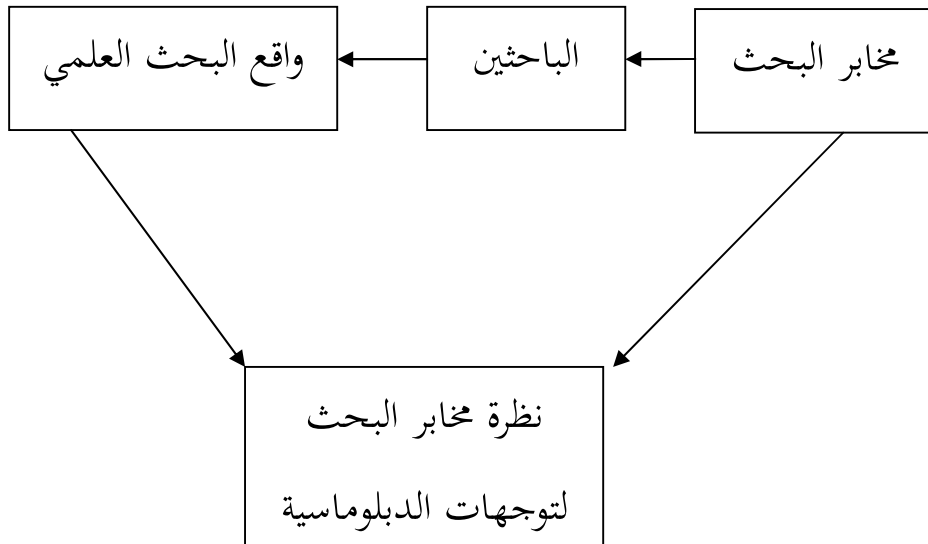 مخابر البحث
الباحثين
واقع البحث العلمي
نظرة مخابر البحث
لتوجهات الدبلوماسية